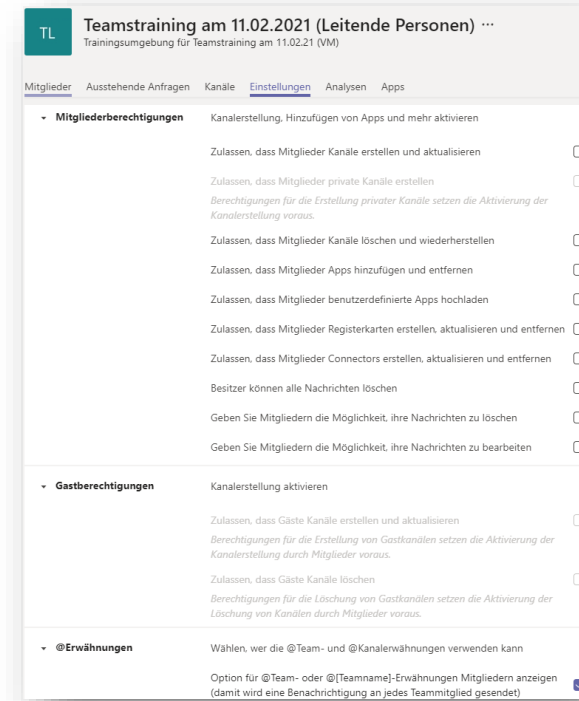 TL
Teamstraining am 11.02.2021 (Leitende Personen) ...
Trainingsumgebung für Teamstraining am 11.02.21 (VM)
Mitglieder Ausstehende Anfragen Kanäle Einstellungen Analysen Apps
Mitgliederberechtigungen Kanalerstellung, Hinzufügen von Apps und mehr aktivieren
Zulassen, dass Mitglieder Kanäle erstellen und aktualisieren
Zulassen, dass Mitglieder private Kanäle erstellen
Berechtigungen für die Erstellung privater Kanäle setzen die Aktivierung der
Kanalerstellung voraus.
Zulassen, dass Mitglieder Kanäle löschen und wiederherstellen
Zulassen, dass Mitglieder Apps hinzufügen und entfernen
Zulassen, dass Mitglieder benutzerdefinierte Apps hochladen
Zulassen, dass Mitglieder Registerkarten erstellen, aktualisieren und entfernen
Zulassen, dass Mitglieder Connectors erstellen, aktualisieren und entfernen
Besitzer können alle Nachrichten löschen
Geben Sie Mitgliedern die Möglichkeit, ihre Nachrichten zu löschen
Geben Sie Mitgliedern die Möglichkeit, ihre Nachrichten zu bearbeiten
Gastberechtigungen Kanalerstellung aktivieren
Zulassen, dass Gäste Kanäle erstellen und aktualisieren
Berechtigungen für die Erstellung von Gastkanälen setzen die Aktivierung der
Kanalerstellung durch Mitglieder voraus.
Zulassen, dass Gäste Kanäle löschen
Berechtigungen für die Löschung von Gastkanälen setzen die Aktivierung der
Löschung von Kanälen durch Mitglieder voraus.
@Erwähnungen Wählen, wer die @Team- und @Kanalerwähnungen verwenden kann
Option für @Team- oder @[Teamname]-Erwähnungen Mitgliedern anzeigen
(damit wird eine Benachrichtigung an jedes Teammitglied gesendet)